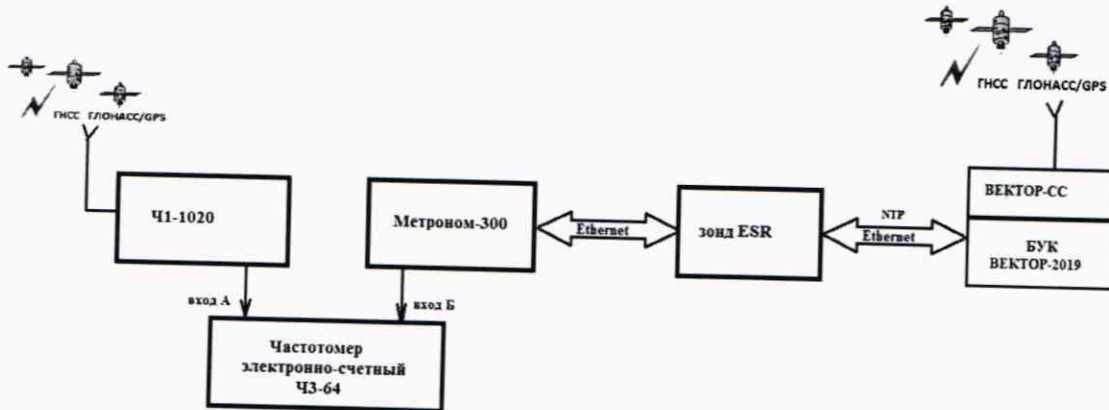 ГНСС ГЛОНАСС/GPS
ГНСС ГЛОНАСС/GPS
Ч1-1020
Метроном-300
Ethernet
зонд ESR
NTP
Ethernet
ВЕКТОР-СС
БУК
ВЕКТОР-2019
вход А
вход Б
Частотомер
электронно-счетный
ЧЗ-64